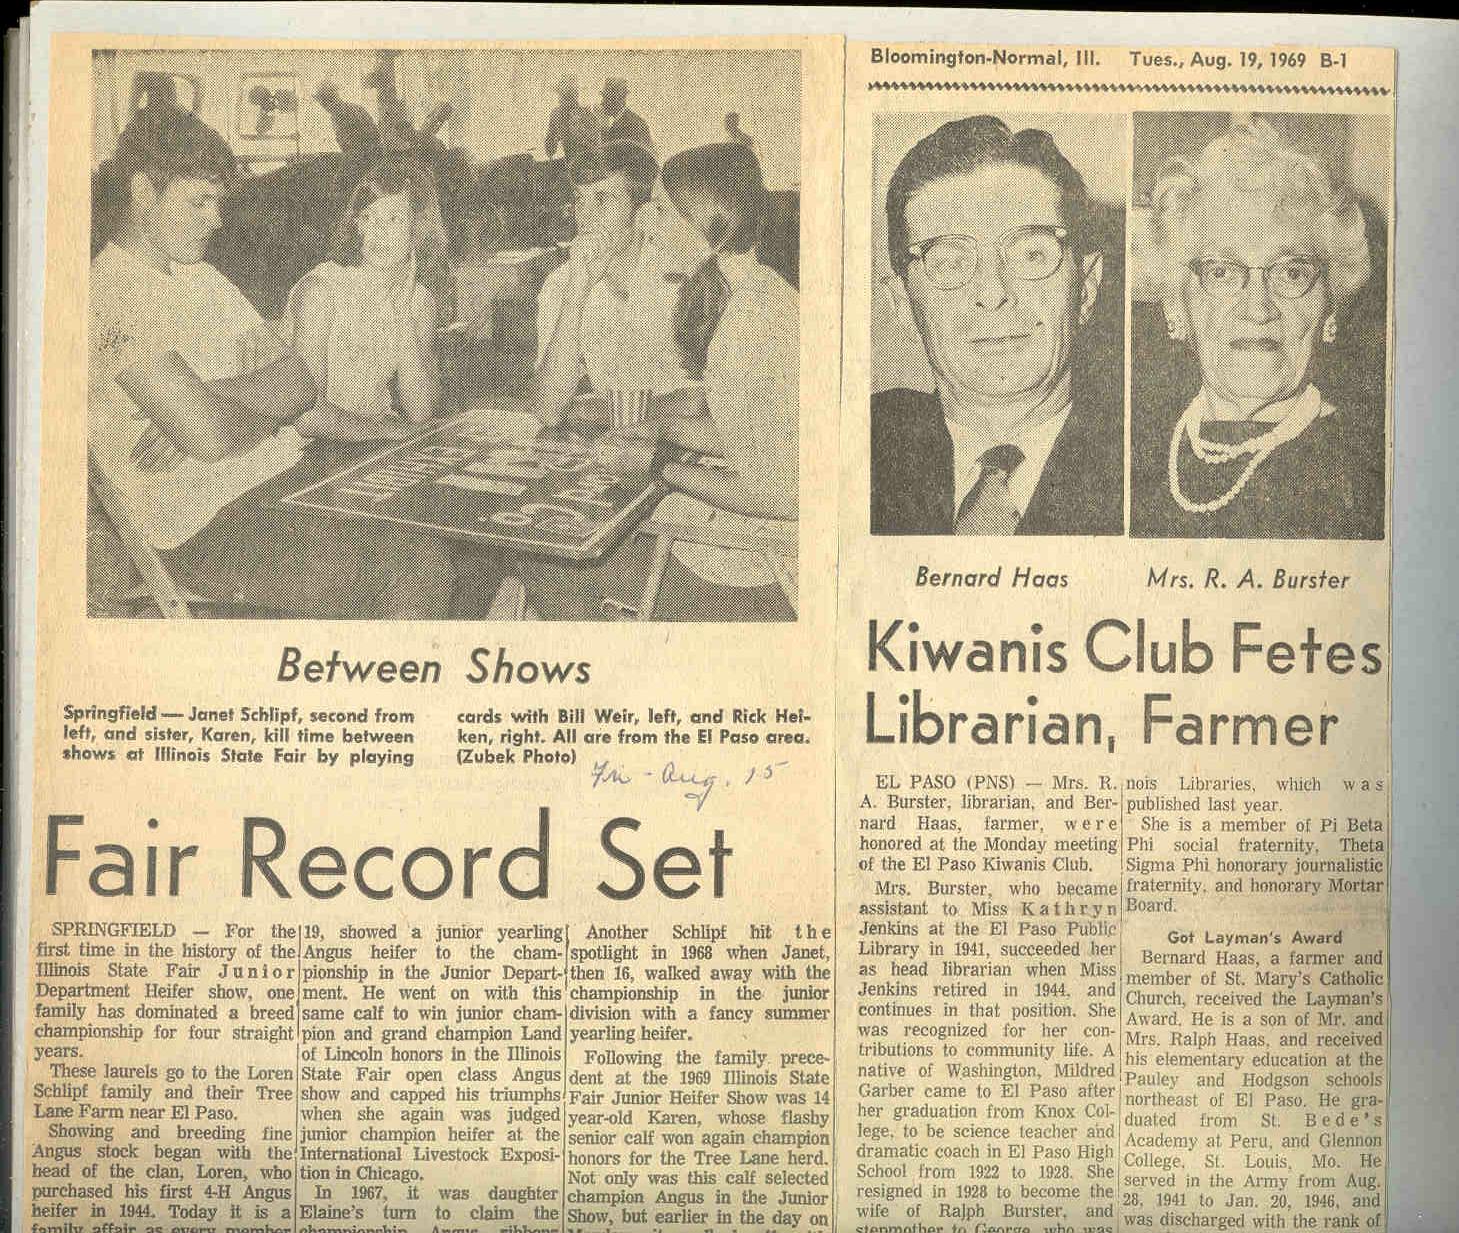 Between Shows
Springfield — Janet Schlipf, second from
left, and sister, Karen, kill time between
shows at Illinois State Fair by playing
cards with Bill Weir, left, and Rick Hei-
ken, right. All are from the El Paso area.
(Zubek Photo)
Fri - Aug. 15
Fair Record Set
SPRINGFIELD — For the
first time in the history of the
Illinois State Fair Junior
Department Heifer show, one
family has dominated a breed
championship for four straight
years.
These laurels go to the Loren
Schlipf family and their Tree
Lane Farm near El Paso.
Showing and breeding fine
Angus stock began with the
head of the clan, Loren, who
purchased his first 4-H Angus
heifer in 1944. Today it is a
family affair as every member
19, showed a junior yearling
Angus heifer to the cham-
pionship in the Junior Depart-
ment. He went on with this
same calf to win junior cham-
pion and grand champion Land
of Lincoln honors in the Illinois
State Fair open class Angus
show and capped his triumphs
when she again was judged
junior champion heifer at the
International Livestock Exposi-
tion in Chicago.
In 1967, it was daughter
Elaine's turn to claim the
championship Angus ribbons
Another Schlipf hit the
spotlight in 1968 when Janet,
then 16, walked away with the
championship in the junior
division with a fancy summer
yearling heifer.
Following the family prece-
dent at the 1969 Illinois State
Fair Junior Heifer Show was 14
year-old Karen, whose flashy
senior calf won again champion
honors for the Tree Lane herd.
Not only was this calf selected
champion Angus in the Junior
Show, but earlier in the day on
Bloomington-Normal, Ill. Tues., Aug. 19, 1969 B-1
Bernard Haas
Mrs. R. A. Burster
Kiwanis Club Fetes
Librarian, Farmer
EL PASO (PNS) — Mrs. R.
A. Burster, librarian, and Ber-
nard Haas, farmer, were
honored at the Monday meeting
of the El Paso Kiwanis Club.
Mrs. Burster, who became
assistant to Miss Kathryn
Jenkins at the El Paso Public
Library in 1941, succeeded her
as head librarian when Miss
Jenkins retired in 1944, and
continues in that position. She
was recognized for her con-
tributions to community life. A
native of Washington, Mildred
Garber came to El Paso after
her graduation from Knox Col-
lege, to be science teacher and
dramatic coach in El Paso High
School from 1922 to 1928. She
resigned in 1928 to become the
wife of Ralph Burster, and
stepmother to George, who was
nois Libraries, which was
published last year.
She is a member of Pi Beta
Phi social fraternity, Theta
Sigma Phi honorary journalistic
fraternity, and honorary Mortar
Board.
Got Layman's Award
Bernard Haas, a farmer and
member of St. Mary's Catholic
Church, received the Layman's
Award. He is a son of Mr. and
Mrs. Ralph Haas, and received
his elementary education at the
Pauley and Hodgson schools
northeast of El Paso. He gra-
duated from St. Bede's
Academy at Peru, and Glennon
College, St. Louis, Mo. He
served in the Army from Aug.
28, 1941 to Jan. 20, 1946, and
was discharged with the rank of